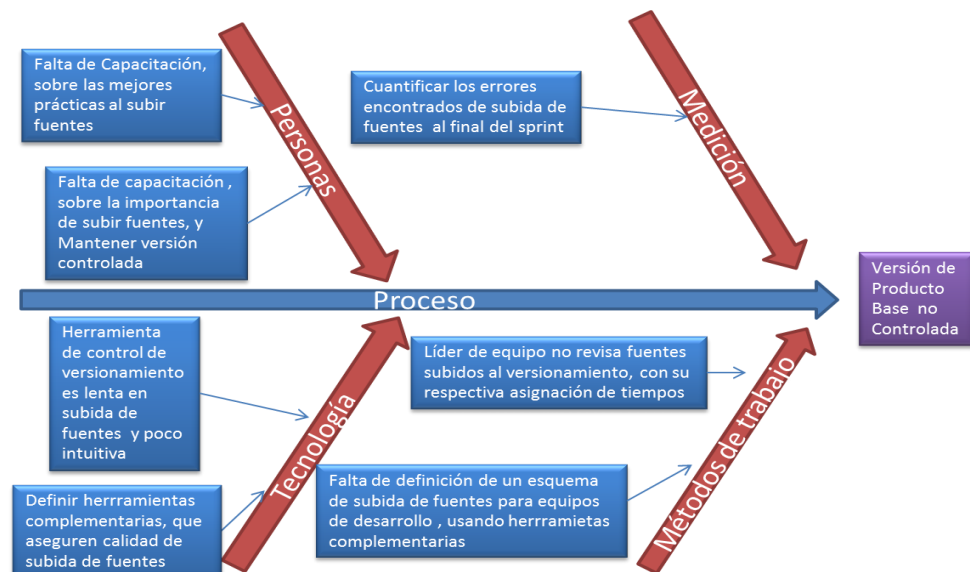 Falta de Capacitación,
sobre las mejores
prácticas al subir
fuentes
Personas
Cuantificar los errores
encontrados de subida de
fuentes al final del sprint
Medición
Falta de capacitación ,
sobre la importancia
de subir fuentes, y
Mantener versión
controlada
Proceso
Versión de
Producto
Base no
Controlada
Herramienta
de control de
versionamiento
es lenta en
subida de
fuentes y poco
intuitiva
Tecnología
Líder de equipo no revisa fuentes
subidos al versionamiento, con su
respectiva asignación de tiempos
Métodos de trabajo
Definir herrramientas
complementarias, que
aseguren calidad de
subida de fuentes
Falta de definición de un esquema
de subida de fuentes para equipos
de desarrollo , usando herrramietas
complementarias